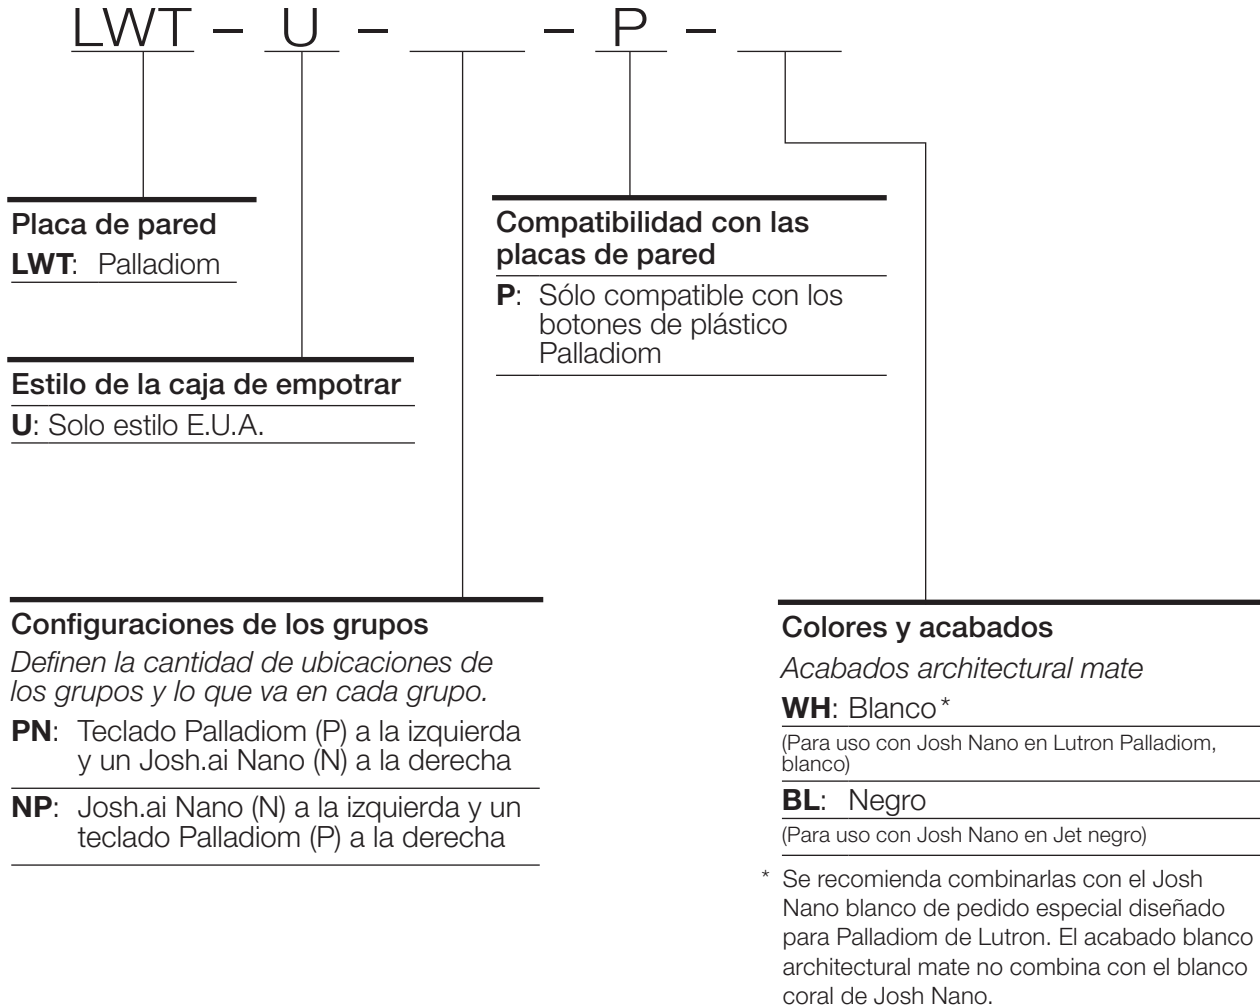 LWT – U – – P –
Placa de pared
LWT: Palladiom
Compatibilidad con las
placas de pared
P: Sólo compatible con los
botones de plástico
Palladiom
Estilo de la caja de empotrar
U: Solo estilo E.U.A.
Configuraciones de los grupos
Definen la cantidad de ubicaciones de
los grupos y lo que va en cada grupo.
PN: Teclado Palladiom (P) a la izquierda
y un Josh.ai Nano (N) a la derecha
NP: Josh.ai Nano (N) a la izquierda y un
teclado Palladiom (P) a la derecha
Colores y acabados
Acabados architectural mate
WH: Blanco*
(Para uso con Josh Nano en Lutron Palladiom,
blanco)
BL: Negro
(Para uso con Josh Nano en Jet negro)
* Se recomienda combinarlas con el Josh
Nano blanco de pedido especial diseñado
para Palladiom de Lutron. El acabado blanco
architectural mate no combina con el blanco
coral de Josh Nano.